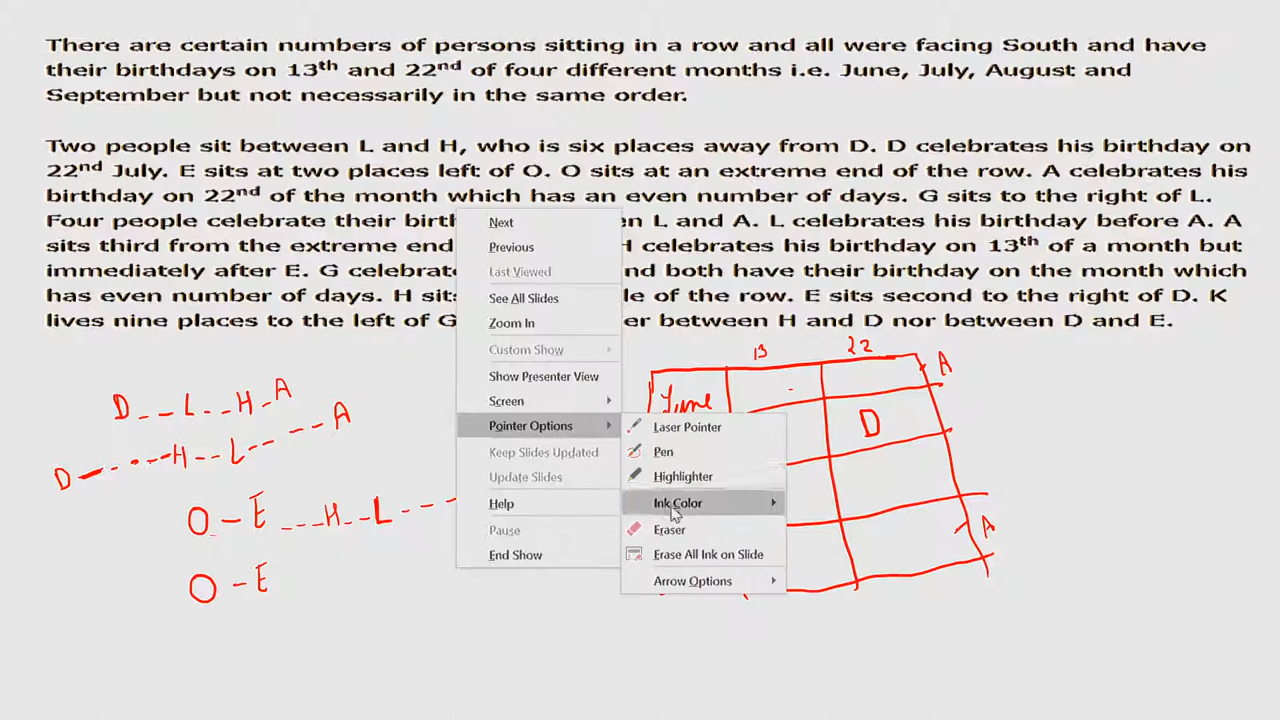 There are certain numbers of persons sitting in a row and all were facing South and have
their birthdays on 13th and 22nd of four different months i.e. June, July, August and
September but not necessarily in the same order.
Two people sit between L and H, who is six places away from D. D celebrates his birthday on
22nd July. E sits at two places left of O. O sits at an extreme end of the row. A celebrates his
birthday on 22nd of the month which has an even number of days. G sits to the right of L.
Four people celebrate their birth en L and A. L celebrates his birthday before A. A
sits third from the extreme end H celebrates his birthday on 13th of a month but
immediately after E. G celebrat nd both have their birthday on the month which
has even number of days. H sit le of the row. E sits second to the right of D. K
lives nine places to the left of G er between H and D nor between D and E.
Next
Previous
Last Viewed
See All Slides
Zoom In
Custom Show
Show Presenter View
Screen
Pointer Options
Keep Slides Updated
Update Slides
Help
Pause
End Show
Laser Pointer
Pen
Highlighter
Ink Color
Eraser
Erase All Ink on Slide
Arrow Options
13 22
June
A
D
A
D _ _ L _ _ H _ A
D _ _ _ _ _ H _ _ L _ _ _ _ _ A
O _ E _ _ _ H _ _ L _ _ _
O _ E